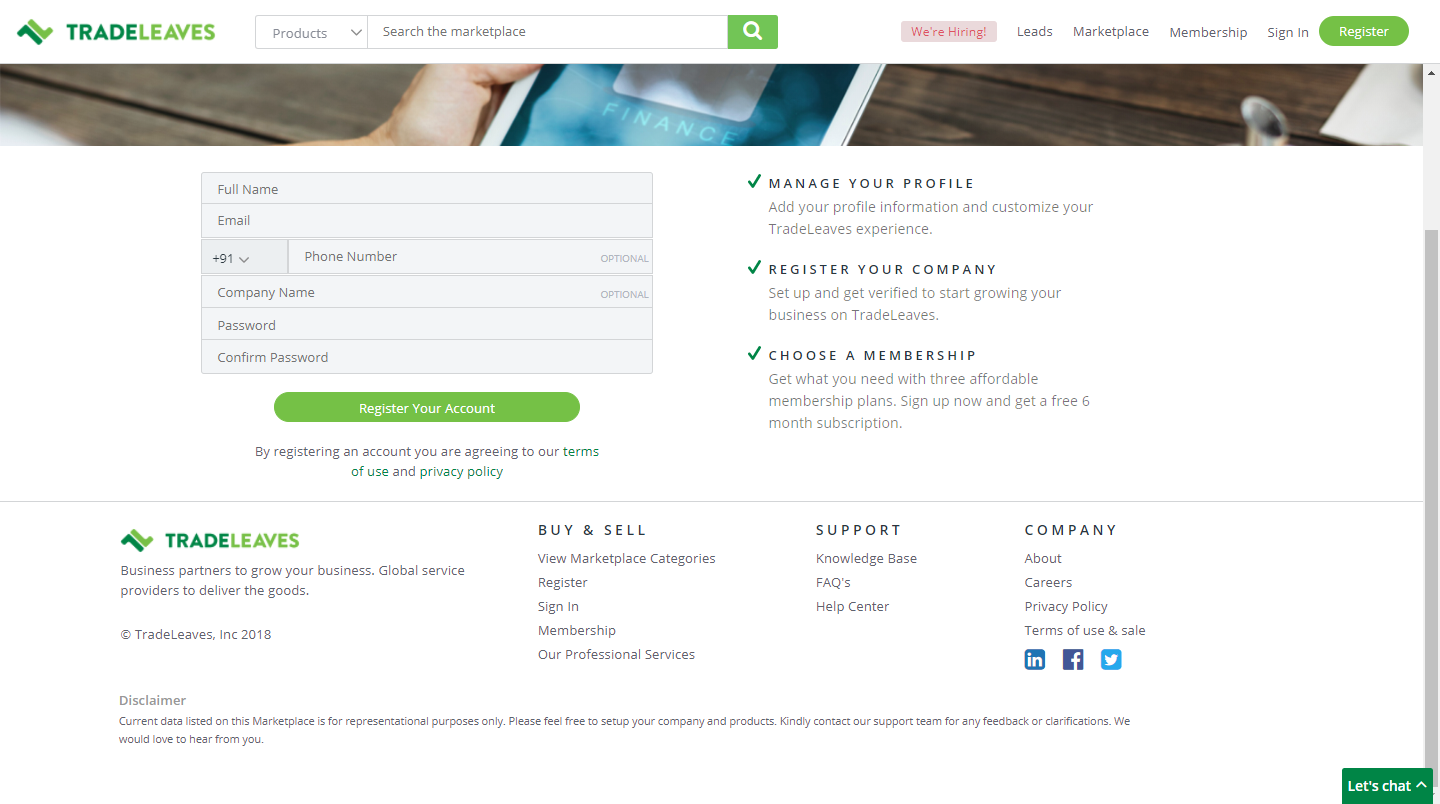 TRADELEAVES
Products
Search the marketplace
We're Hiring!
Leads
Marketplace
Membership
Sign In
Register
FINANCE
Full Name
Email
+91
Phone Number
OPTIONAL
Company Name
OPTIONAL
Password
Confirm Password
Register Your Account
By registering an account you are agreeing to our terms
of use and privacy policy
MANAGE YOUR PROFILE
Add your profile information and customize your
TradeLeaves experience.
REGISTER YOUR COMPANY
Set up and get verified to start growing your
business on TradeLeaves.
CHOOSE A MEMBERSHIP
Get what you need with three affordable
membership plans. Sign up now and get a free 6
month subscription.
TRADELEAVES
Business partners to grow your business. Global service
providers to deliver the goods.
© TradeLeaves, Inc 2018
BUY & SELL
View Marketplace Categories
Register
Sign In
Membership
Our Professional Services
SUPPORT
Knowledge Base
FAQ's
Help Center
COMPANY
About
Careers
Privacy Policy
Terms of use & sale
in
f
Disclaimer
Current data listed on this Marketplace is for representational purposes only. Please feel free to setup your company and products. Kindly contact our support team for any feedback or clarifications. We
would love to hear from you.
Let's chat